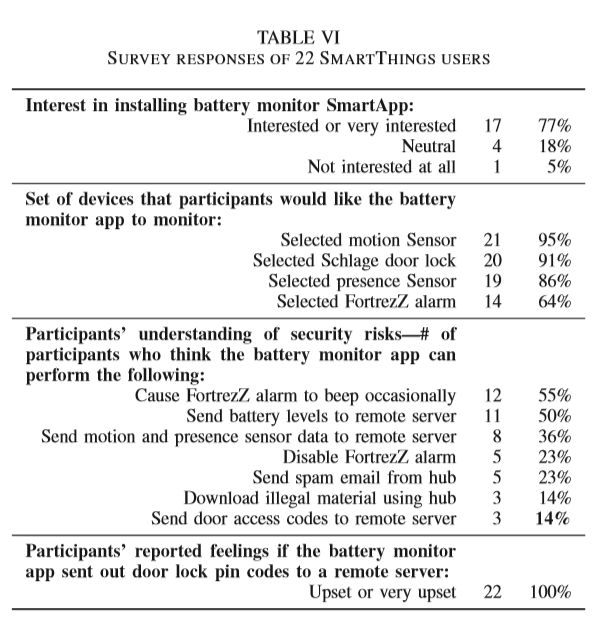 TABLE VI
SURVEY RESPONSES OF 22 SMARTTHINGS USERS
Interest in installing battery monitor SmartApp:
Interested or very interested 17 77%
Neutral 4 18%
Not interested at all 1 5%
Set of devices that participants would like the battery
monitor app to monitor:
Selected motion Sensor 21 95%
Selected Schlage door lock 20 91%
Selected presence Sensor 19 86%
Selected FortrezZ alarm 14 64%
Participants' understanding of security risks—# of
participants who think the battery monitor app can
perform the following:
Cause FortrezZ alarm to beep occasionally 12 55%
Send battery levels to remote server 11 50%
Send motion and presence sensor data to remote server 8 36%
Disable FortrezZ alarm 5 23%
Send spam email from hub 5 23%
Download illegal material using hub 3 14%
Send door access codes to remote server 3 14%
Participants' reported feelings if the battery monitor
app sent out door lock pin codes to a remote server:
Upset or very upset 22 100%